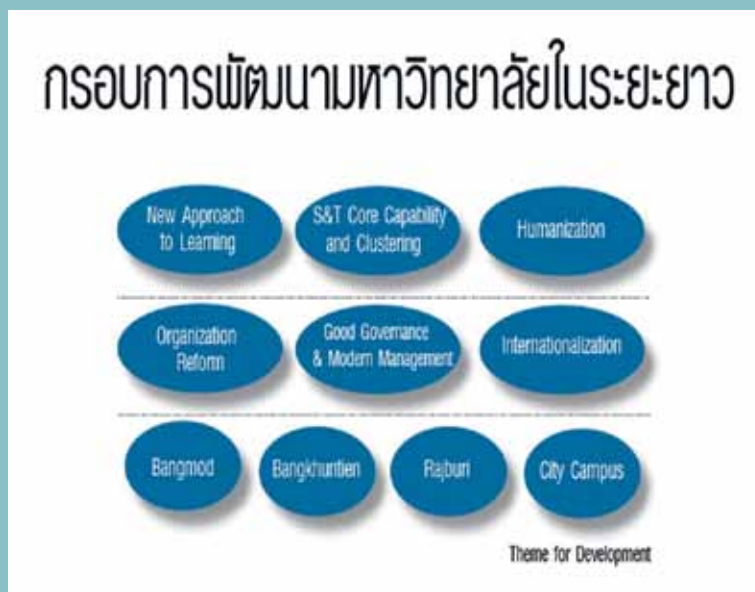 กรอบการพัฒนามหาวิทยาลัยในระยะยาว
New Approach
to Learning
S&T Core Capability
and Clustering
Humanization
Organization
Reform
Good Governance
& Modern Management
Internationalization
Bangmod
Bangkhuntien
Rajburi
City Campus
Theme for Development